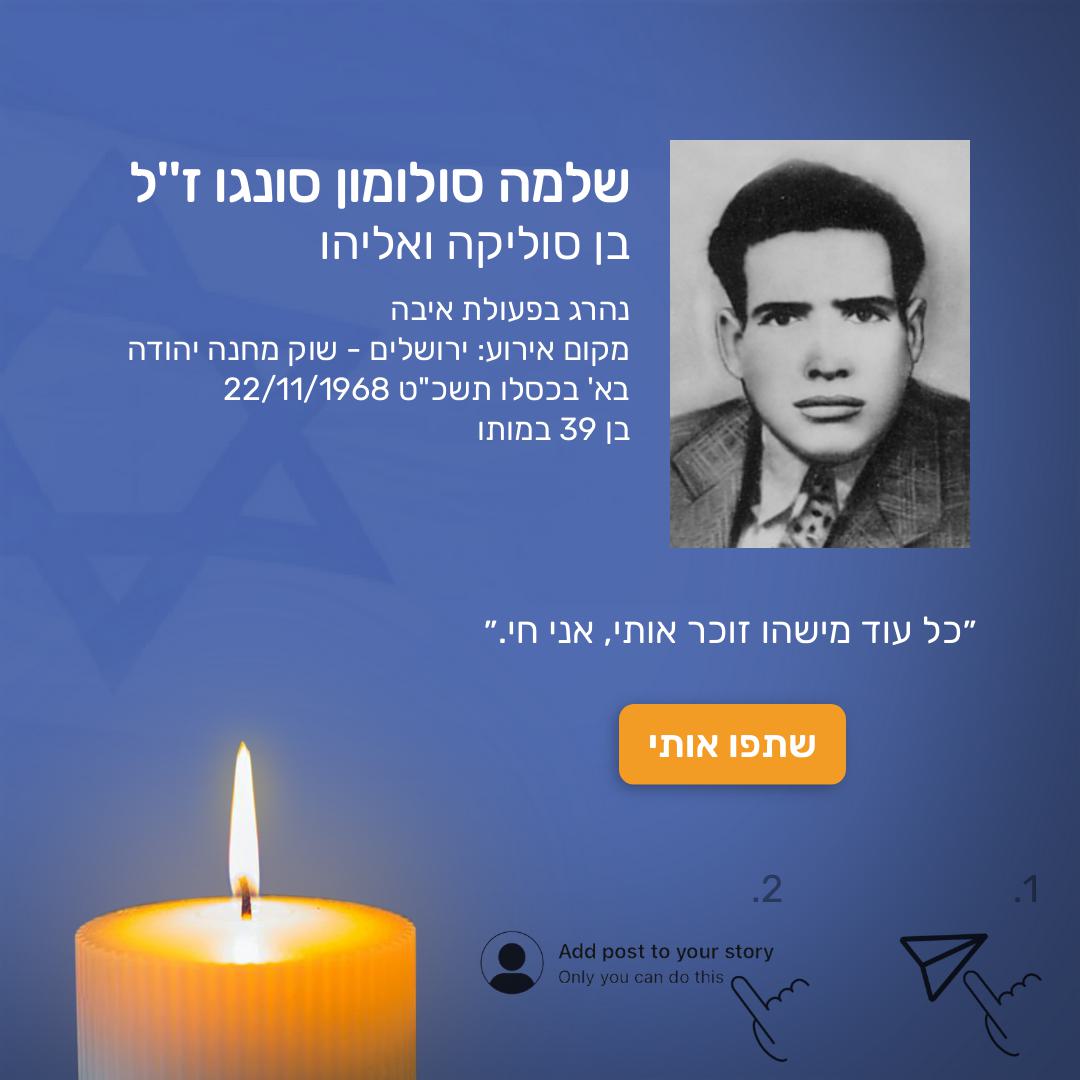 שלמה סולומון סונגו ז"ל
בן סוליקה ואליהו
נהרג בפעולת איבה
מקום אירוע: ירושלים - שוק מחנה יהודה
בא' בכסלו תשכ"ט 22/11/1968
בן 39 במותו
״כל עוד מישהו זוכר אותי, אני חי.״
שתפו אותי
1.
2.
Add post to your story
Only you can do this